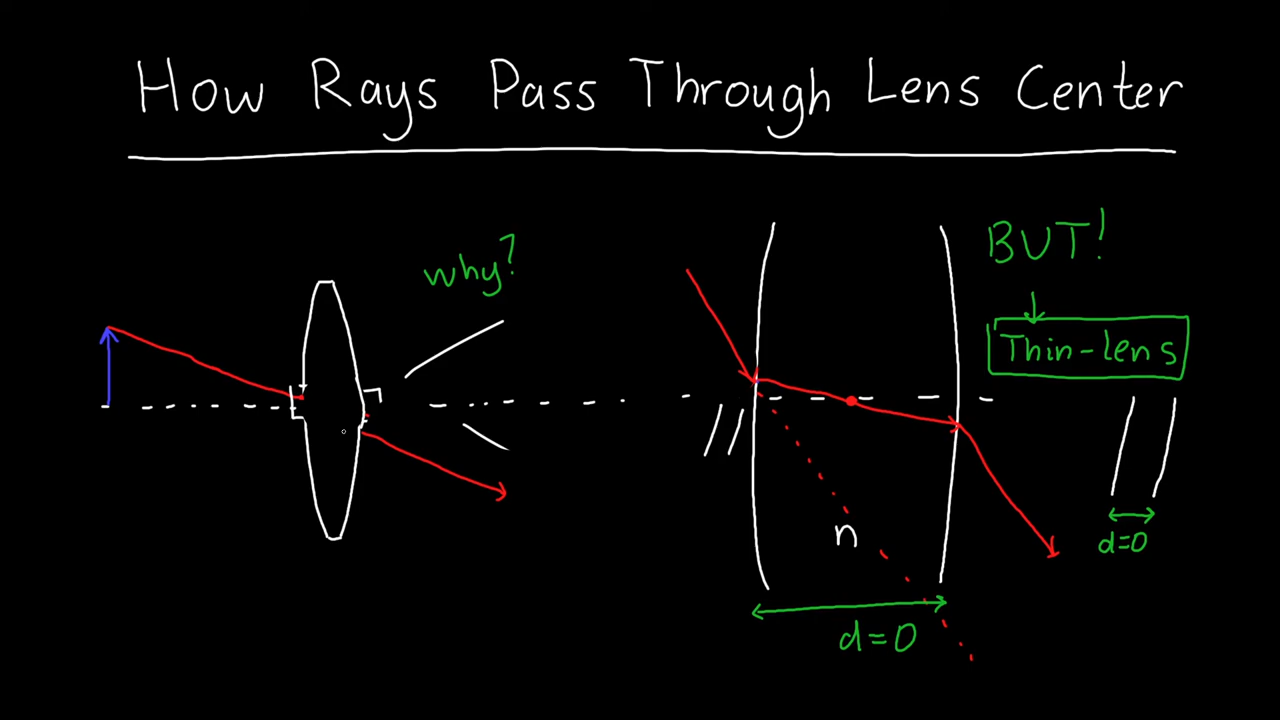 How Rays Pass Through Lens Center
why?
BUT!
Thin-lens
n
d=0
d=0